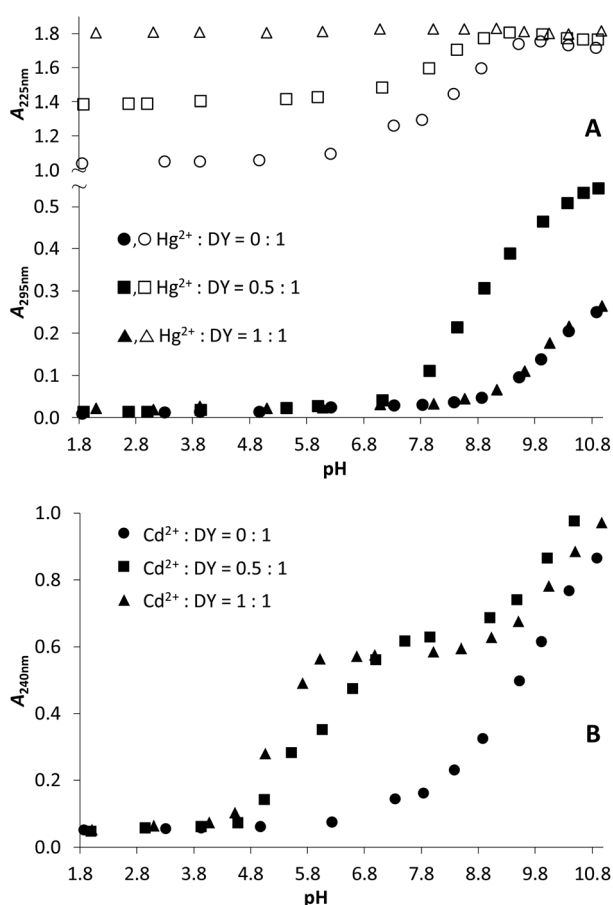 1.8
1.6
1.4
1.2
1.0
A225nm
A
0.5
0.4
0.3
0.2
0.1
0.0
A295nm
●,○ Hg²⁺ : DY = 0 : 1
■,□ Hg²⁺ : DY = 0.5 : 1
▲,△ Hg²⁺ : DY = 1 : 1
1.8 2.8 3.8 4.8 5.8 6.8 7.8 8.8 9.8 10.8
pH
1.0
0.8
0.6
0.4
0.2
0.0
A240nm
● Cd²⁺ : DY = 0 : 1
■ Cd²⁺ : DY = 0.5 : 1
▲ Cd²⁺ : DY = 1 : 1
B
1.8 2.8 3.8 4.8 5.8 6.8 7.8 8.8 9.8 10.8
pH